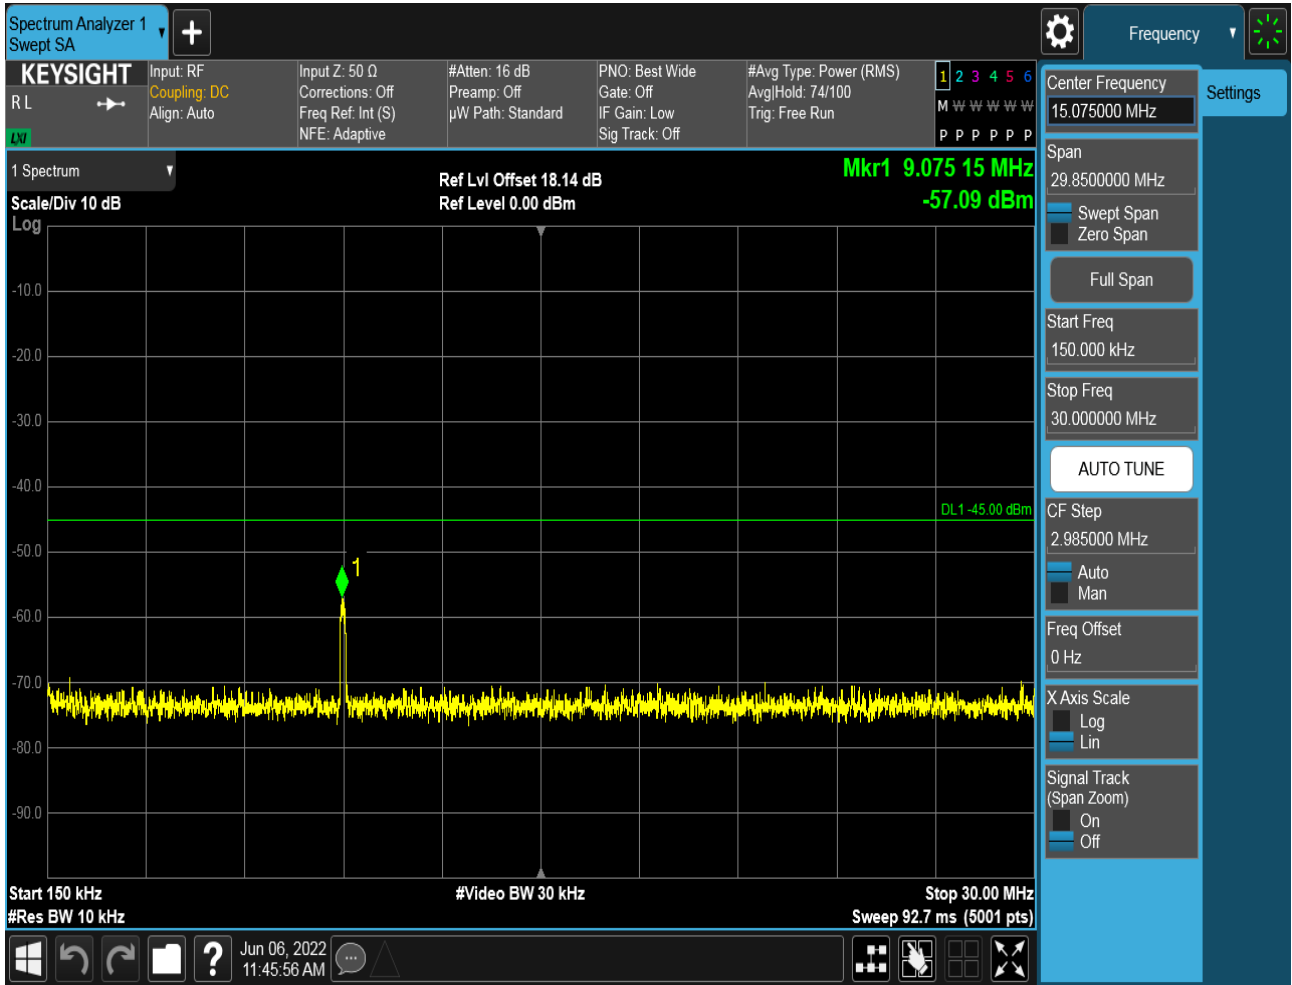 Spectrum Analyzer 1
Swept SA
+
Frequency
KEYSIGHT
R L
LXI
Input: RF
Coupling: DC
Align: Auto
Input Z: 50 Ω
Corrections: Off
Freq Ref: Int (S)
NFE: Adaptive
#Atten: 16 dB
Preamp: Off
µW Path: Standard
PNO: Best Wide
Gate: Off
IF Gain: Low
Sig Track: Off
#Avg Type: Power (RMS)
Avg|Hold: 74/100
Trig: Free Run
1 2 3 4 5 6
M W W W W W
P P P P P P
1 Spectrum
Scale/Div 10 dB
Log
Ref Lvl Offset 18.14 dB
Ref Level 0.00 dBm
Mkr1 9.075 15 MHz
-57.09 dBm
-10.0
-20.0
-30.0
-40.0
DL1 -45.00 dBm
-50.0
1
-60.0
-70.0
-80.0
-90.0
Start 150 kHz
#Res BW 10 kHz
#Video BW 30 kHz
Stop 30.00 MHz
Sweep 92.7 ms (5001 pts)
Center Frequency
15.075000 MHz
Settings
Span
29.8500000 MHz
Swept Span
Zero Span
Full Span
Start Freq
150.000 kHz
Stop Freq
30.000000 MHz
AUTO TUNE
CF Step
2.985000 MHz
Auto
Man
Freq Offset
0 Hz
X Axis Scale
Log
Lin
Signal Track
(Span Zoom)
On
Off
?
Jun 06, 2022
11:45:56 AM